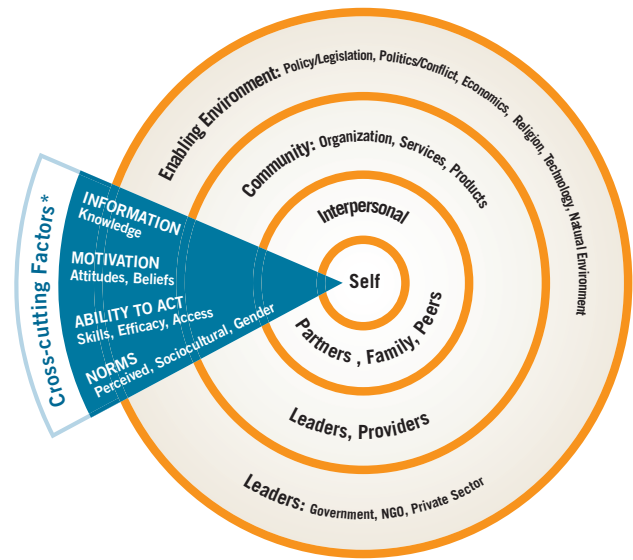 Enabling Environment: Policy/Legislation, Politics/Conflict, Economics, Religion, Technology, Natural Environment
Community: Organization, Services, Products
Interpersonal
Self
Partners , Family, Peers
Leaders, Providers
Leaders: Government, NGO, Private Sector
Cross-cutting Factors*
INFORMATION
Knowledge
MOTIVATION
Attitudes, Beliefs
ABILITY TO ACT
Skills, Efficacy, Access
NORMS
Perceived, Sociocultural, Gender